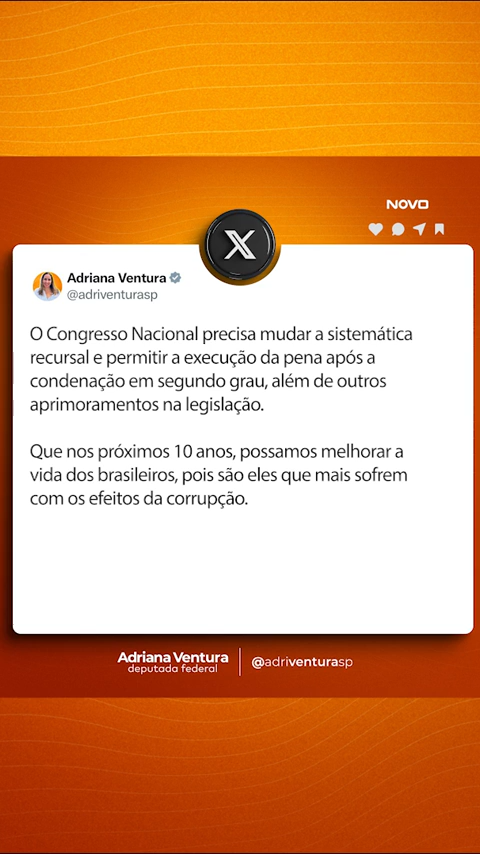 NOVO
X
Adriana Ventura
@adriventurasp
O Congresso Nacional precisa mudar a sistemática
recursal e permitir a execução da pena após a
condenação em segundo grau, além de outros
aprimoramentos na legislação.
Que nos próximos 10 anos, possamos melhorar a
vida dos brasileiros, pois são eles que mais sofrem
com os efeitos da corrupção.
Adriana Ventura
deputada federal
@adriventurasp